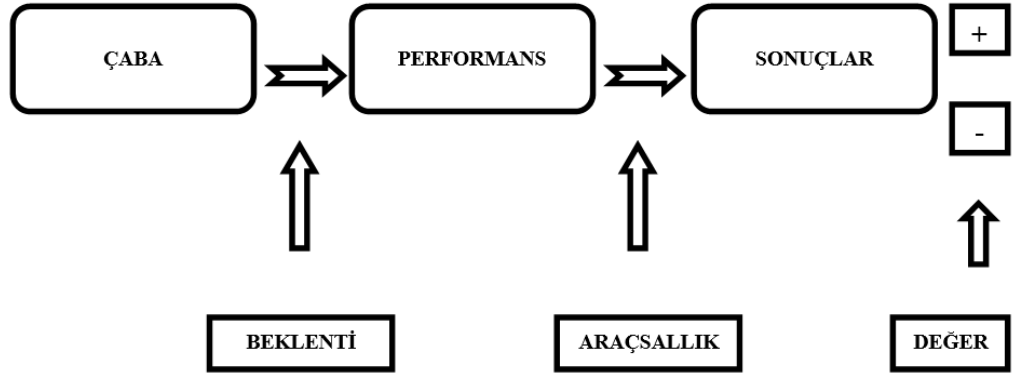 ÇABA
PERFORMANS
SONUÇLAR
+
-
BEKLENTİ
ARAÇSALLIK
DEĞER